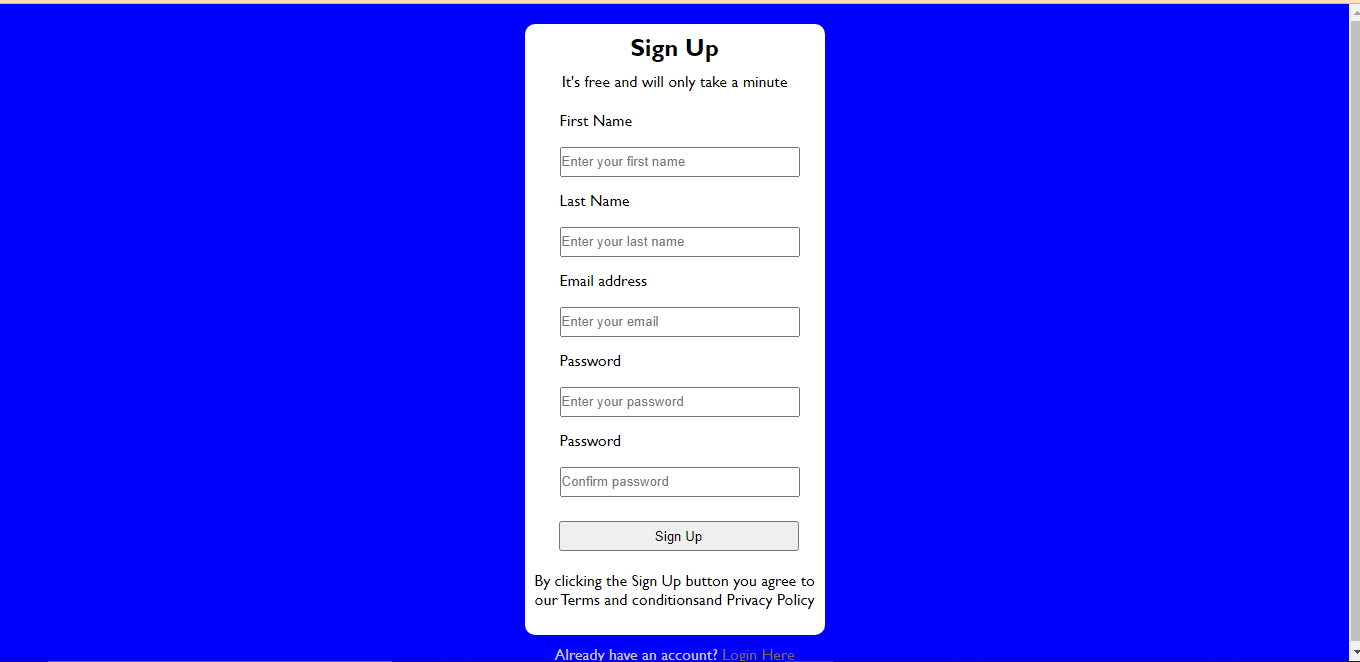 Sign Up
It's free and will only take a minute
First Name
Enter your first name
Last Name
Enter your last name
Email address
Enter your email
Password
Enter your password
Password
Confirm password
Sign Up
By clicking the Sign Up button you agree to
our Terms and conditionsand Privacy Policy
Already have an account? Login Here